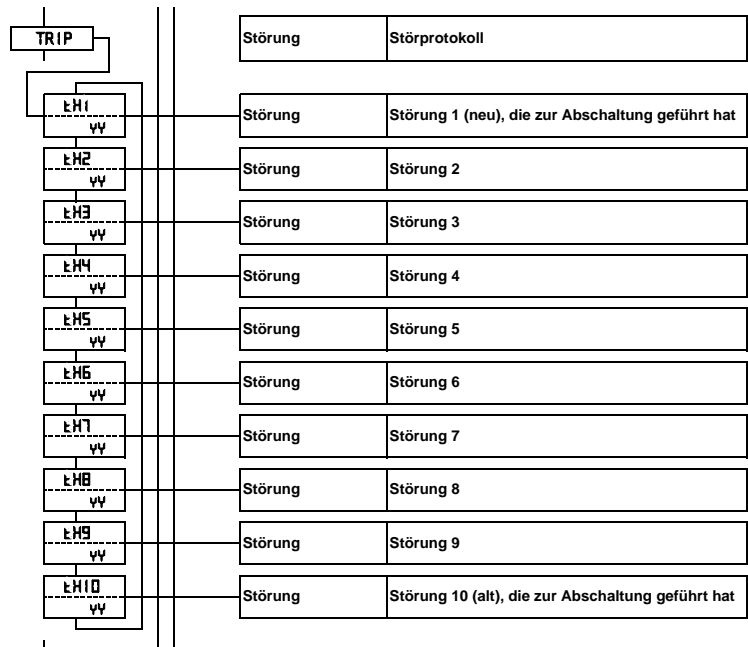 TRIP Störung Störprotokoll
tH1
yy Störung Störung 1 (neu), die zur Abschaltung geführt hat
tH2
yy Störung Störung 2
tH3
yy Störung Störung 3
tH4
yy Störung Störung 4
tH5
yy Störung Störung 5
tH6
yy Störung Störung 6
tH7
yy Störung Störung 7
tH8
yy Störung Störung 8
tH9
yy Störung Störung 9
tH10
yy Störung Störung 10 (alt), die zur Abschaltung geführt hat